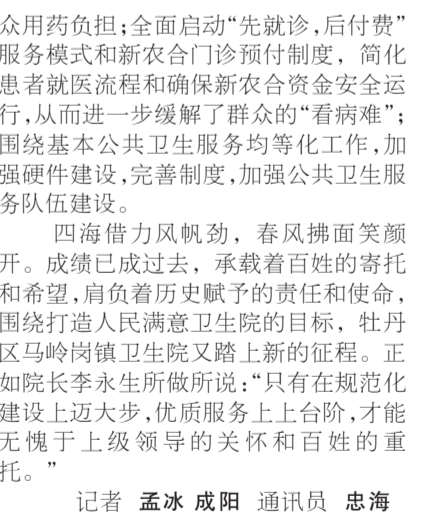 众用药负担；全面启动“先就诊，后付费”
服务模式和新农合门诊预付制度，简化
患者就医流程和确保新农合资金安全运
行，从而进一步缓解了群众的“看病难”；
围绕基本公共卫生服务均等化工作，加
强硬件建设，完善制度，加强公共卫生服
务队伍建设。
四海借力风帆劲，春风拂面笑颜
开。成绩已成过去，承载着百姓的寄托
和希望，肩负着历史赋予的责任和使命，
围绕打造人民满意卫生院的目标，牡丹
区马岭岗镇卫生院又踏上新的征程。正
如院长李永生所做所说：“只有在规范化
建设上迈大步，优质服务上上台阶，才能
无愧于上级领导的关怀和百姓的重
托。”
记者 孟冰 成阳 通讯员 忠海